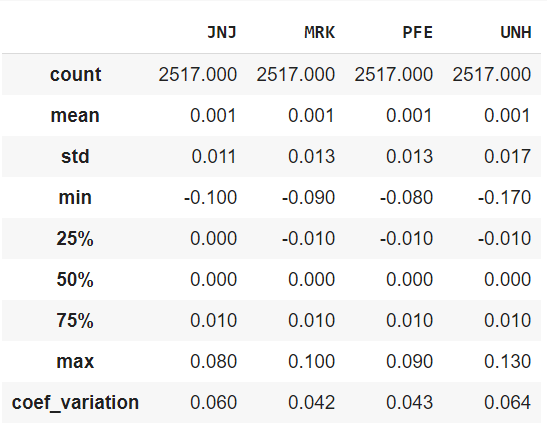 JNJ MRK PFE UNH
count 2517.000 2517.000 2517.000 2517.000
mean 0.001 0.001 0.001 0.001
std 0.011 0.013 0.013 0.017
min -0.100 -0.090 -0.080 -0.170
25% 0.000 -0.010 -0.010 -0.010
50% 0.000 0.000 0.000 0.000
75% 0.010 0.010 0.010 0.010
max 0.080 0.100 0.090 0.130
coef_variation 0.060 0.042 0.043 0.064